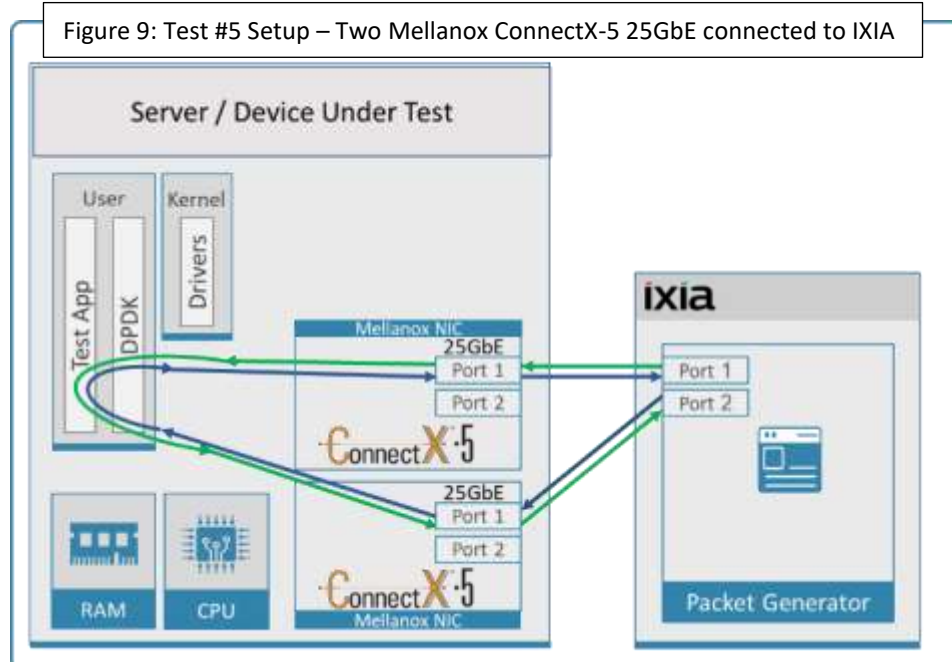 Figure 9: Test #5 Setup – Two Mellanox ConnectX-5 25GbE connected to IXIA
Server / Device Under Test
User
Kernel
Test App
DPDK
Drivers
Mellanox NIC
25GbE
Port 1
Port 2
ConnectX-5
25GbE
Port 1
Port 2
ConnectX-5
Mellanox NIC
RAM
CPU
ixia
Port 1
Port 2
Packet Generator